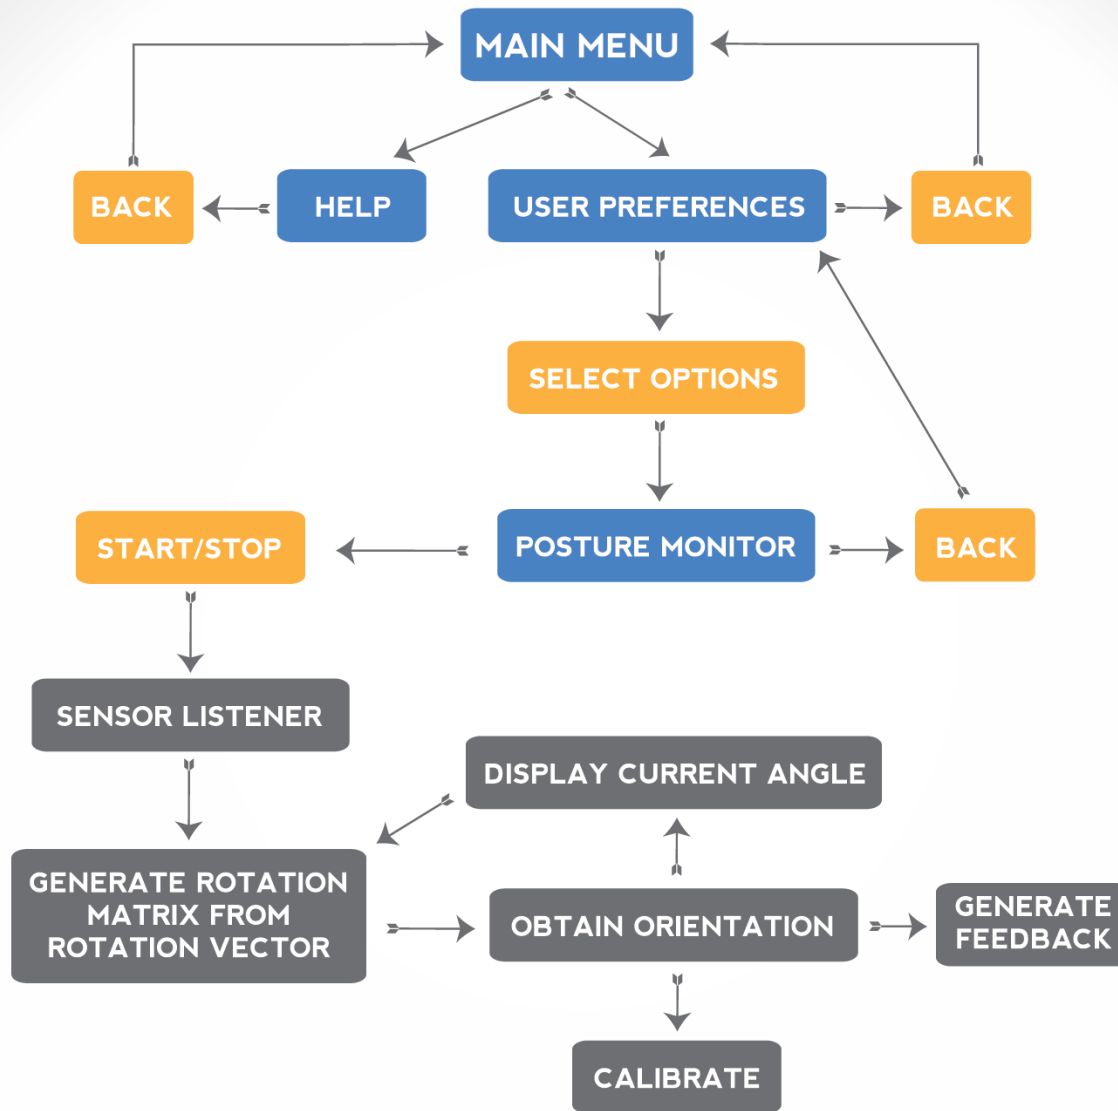 MAIN MENU
BACK
HELP
USER PREFERENCES
BACK
SELECT OPTIONS
START/STOP
POSTURE MONITOR
BACK
SENSOR LISTENER
DISPLAY CURRENT ANGLE
GENERATE ROTATION
MATRIX FROM
ROTATION VECTOR
OBTAIN ORIENTATION
GENERATE
FEEDBACK
CALIBRATE